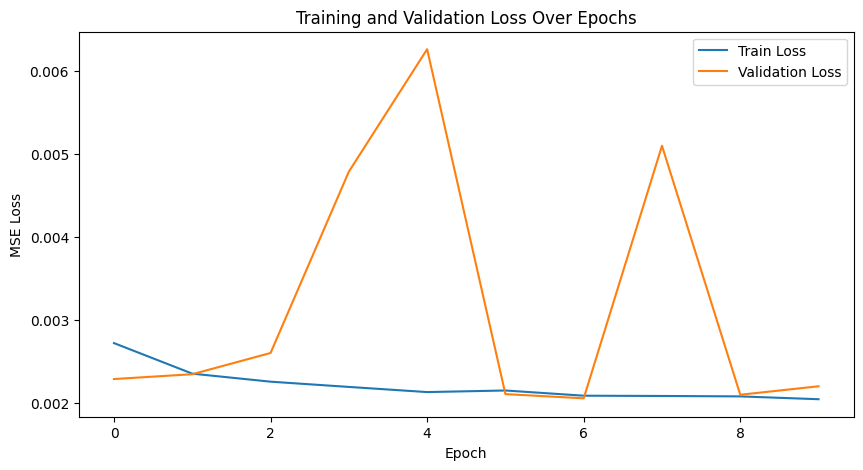 Training and Validation Loss Over Epochs
Train Loss
Validation Loss
MSE Loss
0.006
0.005
0.004
0.003
0.002
0 2 4 6 8
Epoch